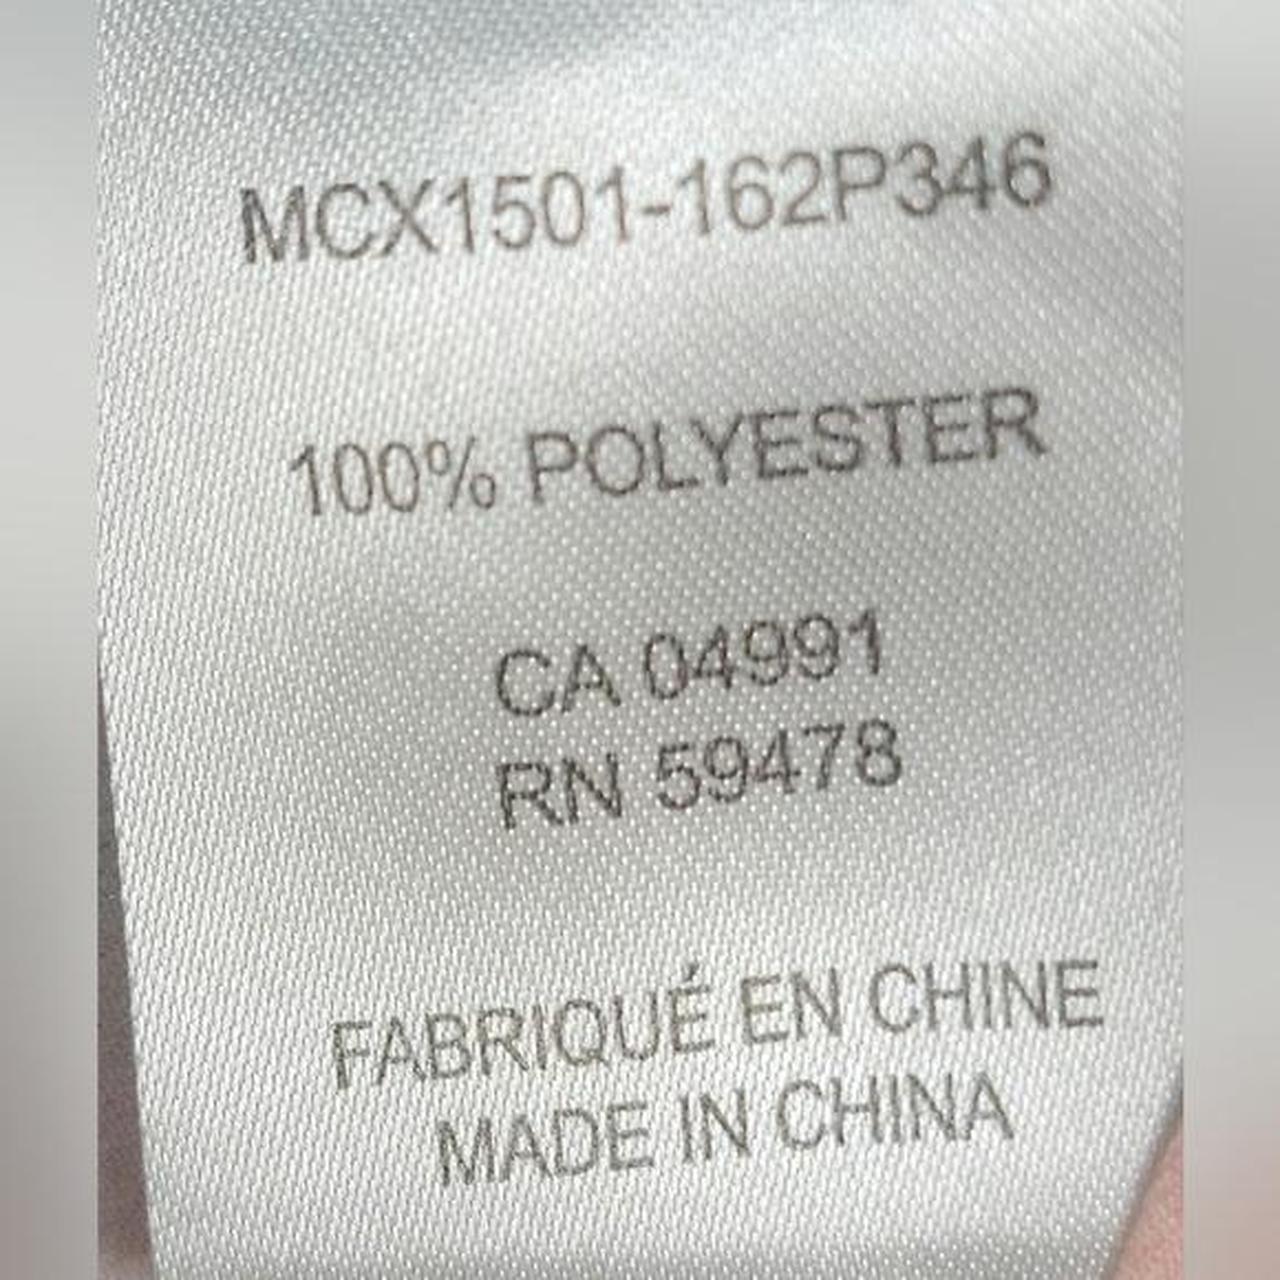 MCX1501-162P346
100% POLYESTER
CA 04991
RN 59478
FABRIQUÉ EN CHINE
MADE IN CHINA